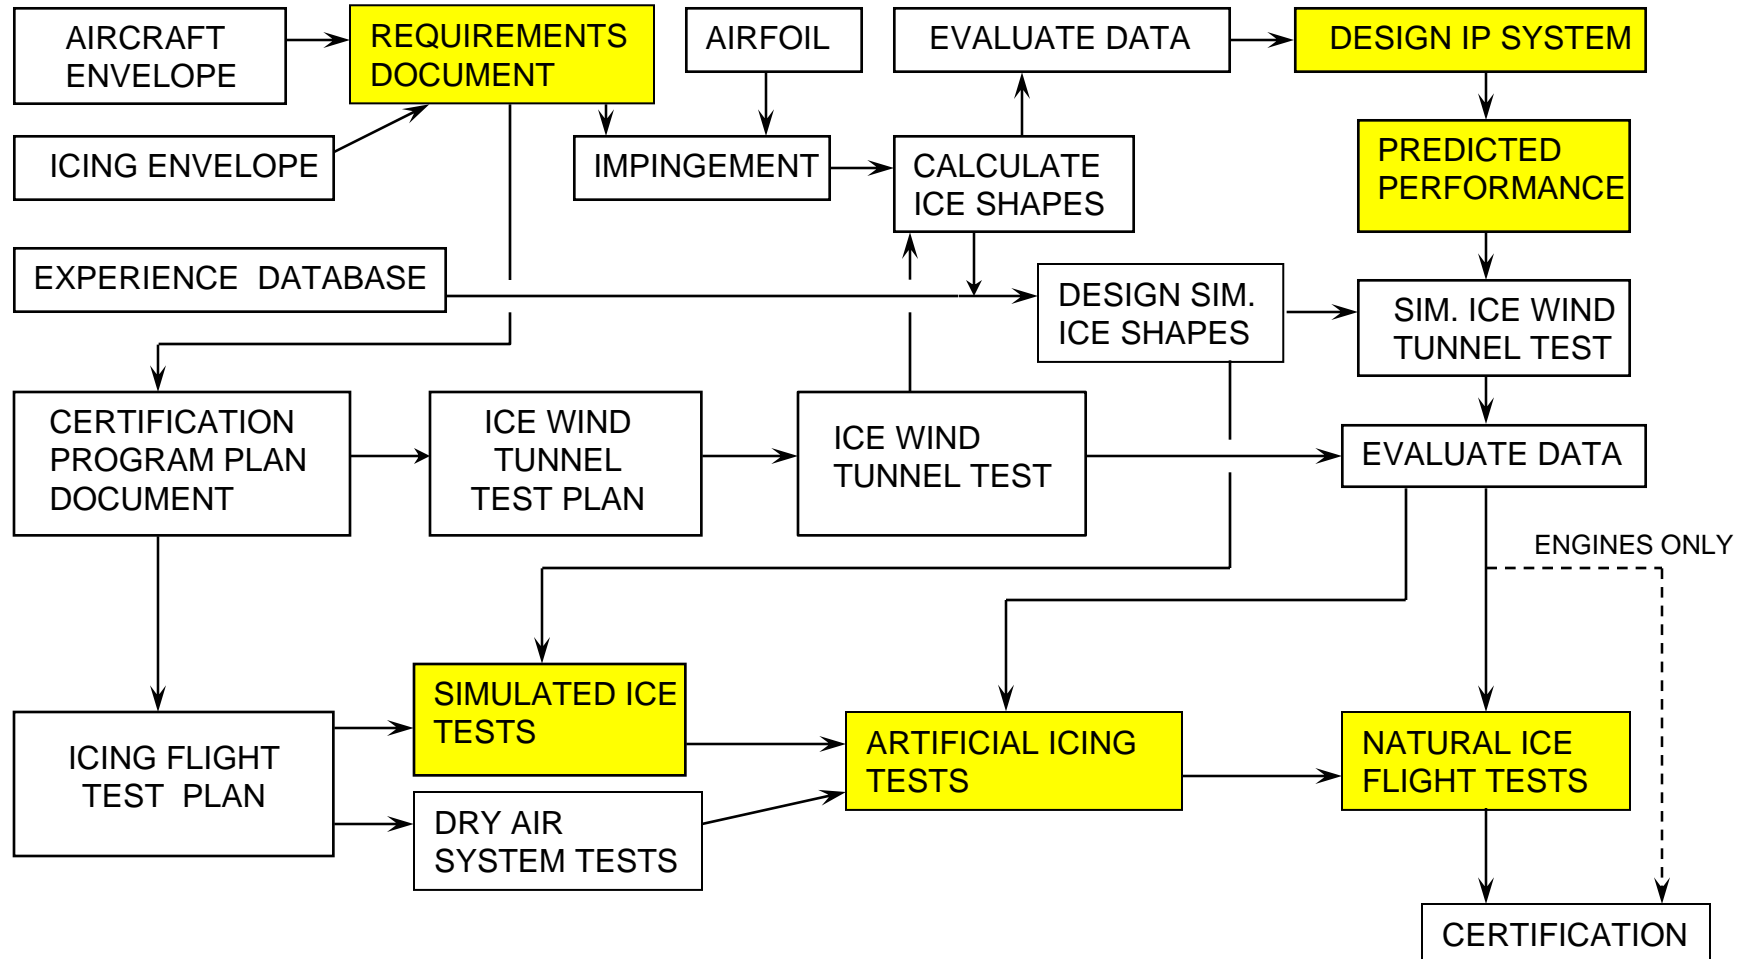 AIRCRAFT
ENVELOPE
REQUIREMENTS
DOCUMENT
AIRFOIL
EVALUATE DATA
DESIGN IP SYSTEM
ICING ENVELOPE
IMPINGEMENT
CALCULATE
ICE SHAPES
PREDICTED
PERFORMANCE
EXPERIENCE DATABASE
DESIGN SIM.
ICE SHAPES
SIM. ICE WIND
TUNNEL TEST
CERTIFICATION
PROGRAM PLAN
DOCUMENT
ICE WIND
TUNNEL
TEST PLAN
ICE WIND
TUNNEL TEST
EVALUATE DATA
ENGINES ONLY
ICING FLIGHT
TEST PLAN
SIMULATED ICE
TESTS
DRY AIR
SYSTEM TESTS
ARTIFICIAL ICING
TESTS
NATURAL ICE
FLIGHT TESTS
CERTIFICATION